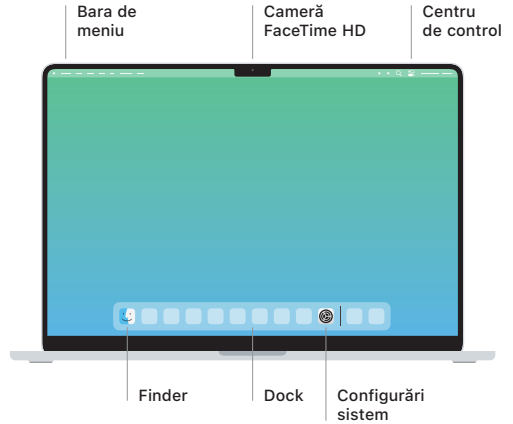 Bara de
meniu
Cameră
FaceTime HD
Centru
de control
Finder
Dock
Configurări
sistem